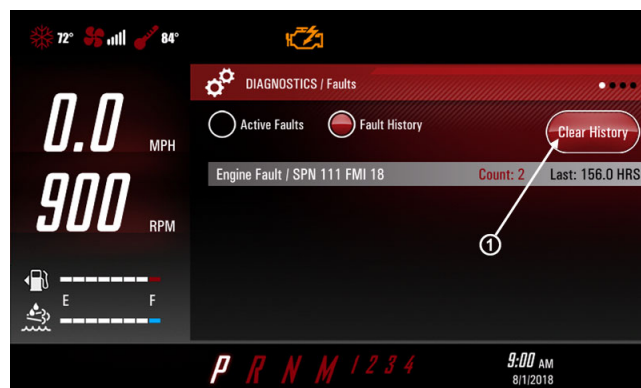 72° 84°
DIAGNOSTICS / Faults
0.0 MPH
Active Faults Fault History Clear History
Engine Fault / SPN 111 FMI 18 Count: 2 Last: 156.0 HRS
900 RPM
1
E F
P R N M 1 2 3 4
9:00 AM
8/1/2018